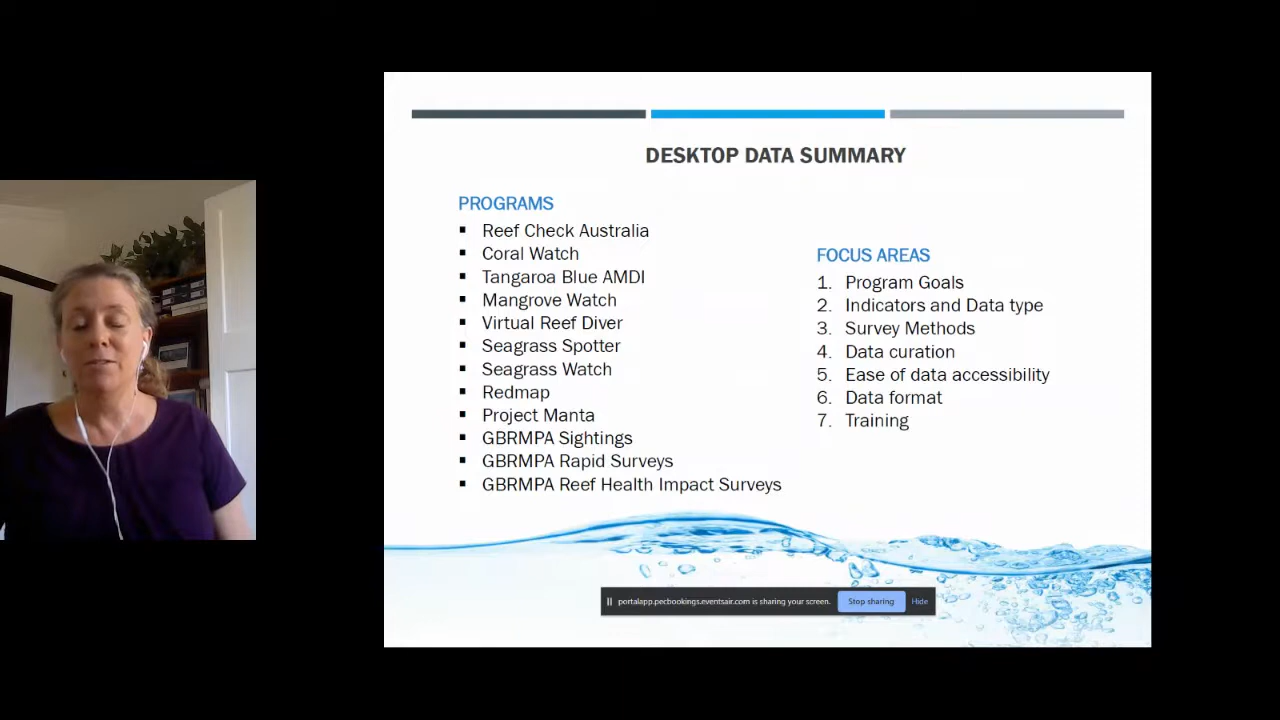 DESKTOP DATA SUMMARY
PROGRAMS
▪ Reef Check Australia
▪ Coral Watch
▪ Tangaroa Blue AMDI
▪ Mangrove Watch
▪ Virtual Reef Diver
▪ Seagrass Spotter
▪ Seagrass Watch
▪ Redmap
▪ Project Manta
▪ GBRMPA Sightings
▪ GBRMPA Rapid Surveys
▪ GBRMPA Reef Health Impact Surveys
FOCUS AREAS
1. Program Goals
2. Indicators and Data type
3. Survey Methods
4. Data curation
5. Ease of data accessibility
6. Data format
7. Training
portalapp.pecbookings.eventsair.com is sharing your screen. Stop sharing Hide